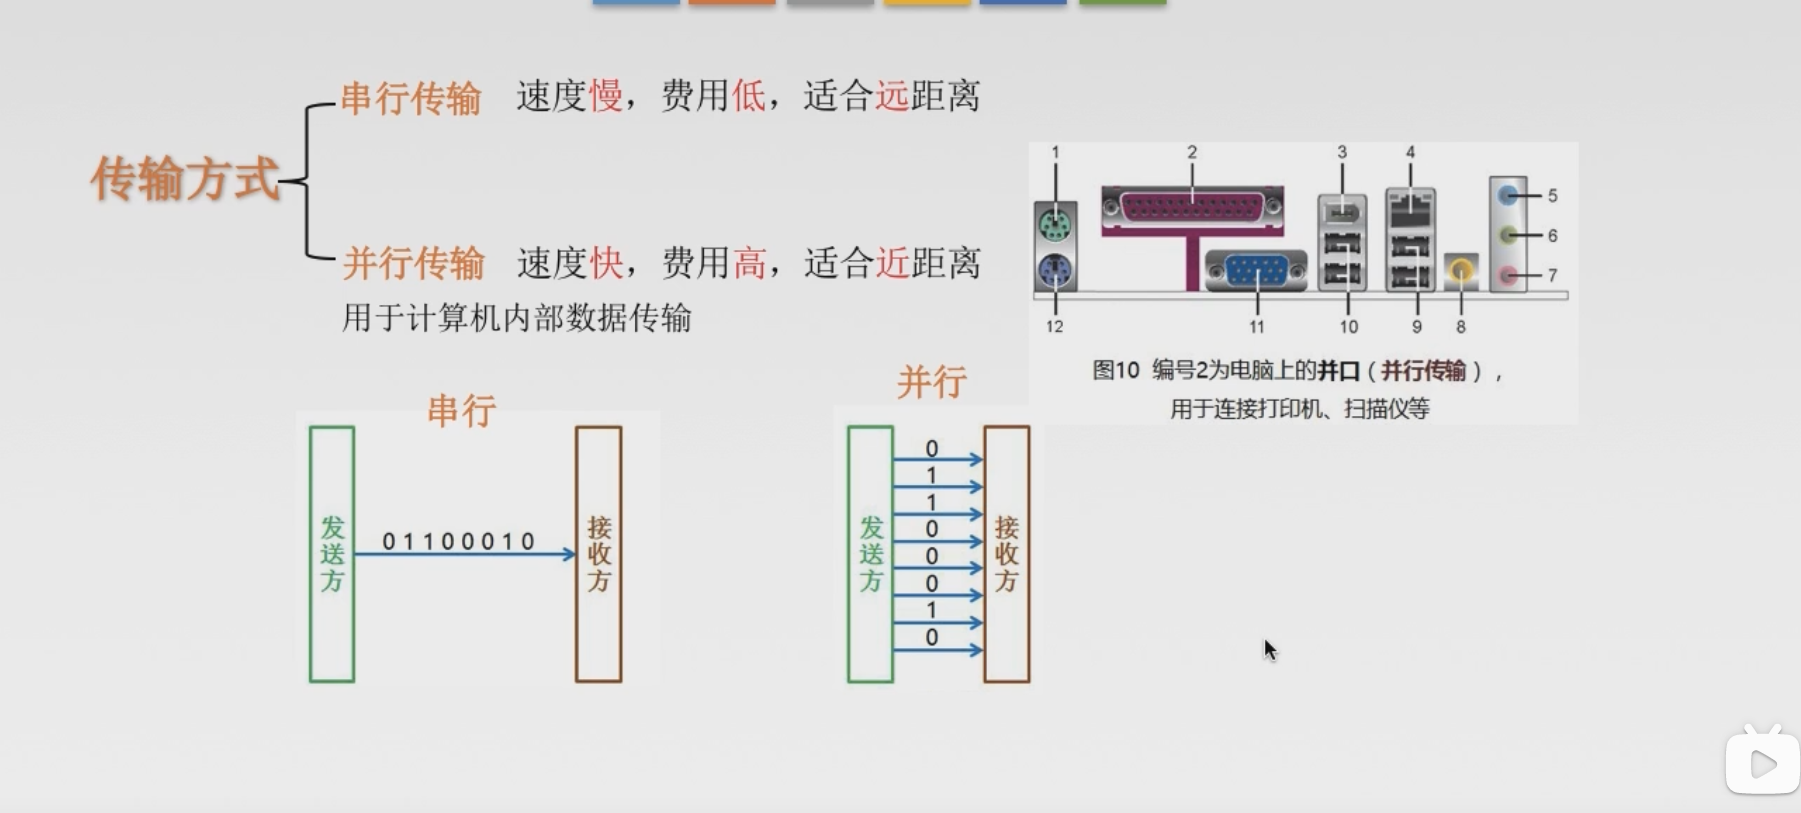 传输方式
串行传输 速度慢，费用低，适合远距离
并行传输 速度快，费用高，适合近距离
用于计算机内部数据传输
1 2 3 4
5
6
7
12 11 10 9 8
图10 编号2为电脑上的并口（并行传输），
用于连接打印机、扫描仪等
串行
发送方
01100010
接收方
并行
发送方
0
1
1
0
0
0
1
0
接收方